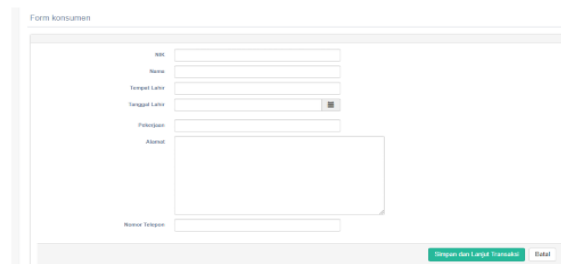 Form konsumen
NIK
Nama
Tempat Lahir
Tanggal Lahir
Pekerjaan
Alamat
Nomor Telepon
Simpan dan Lanjut Transaksi Batal